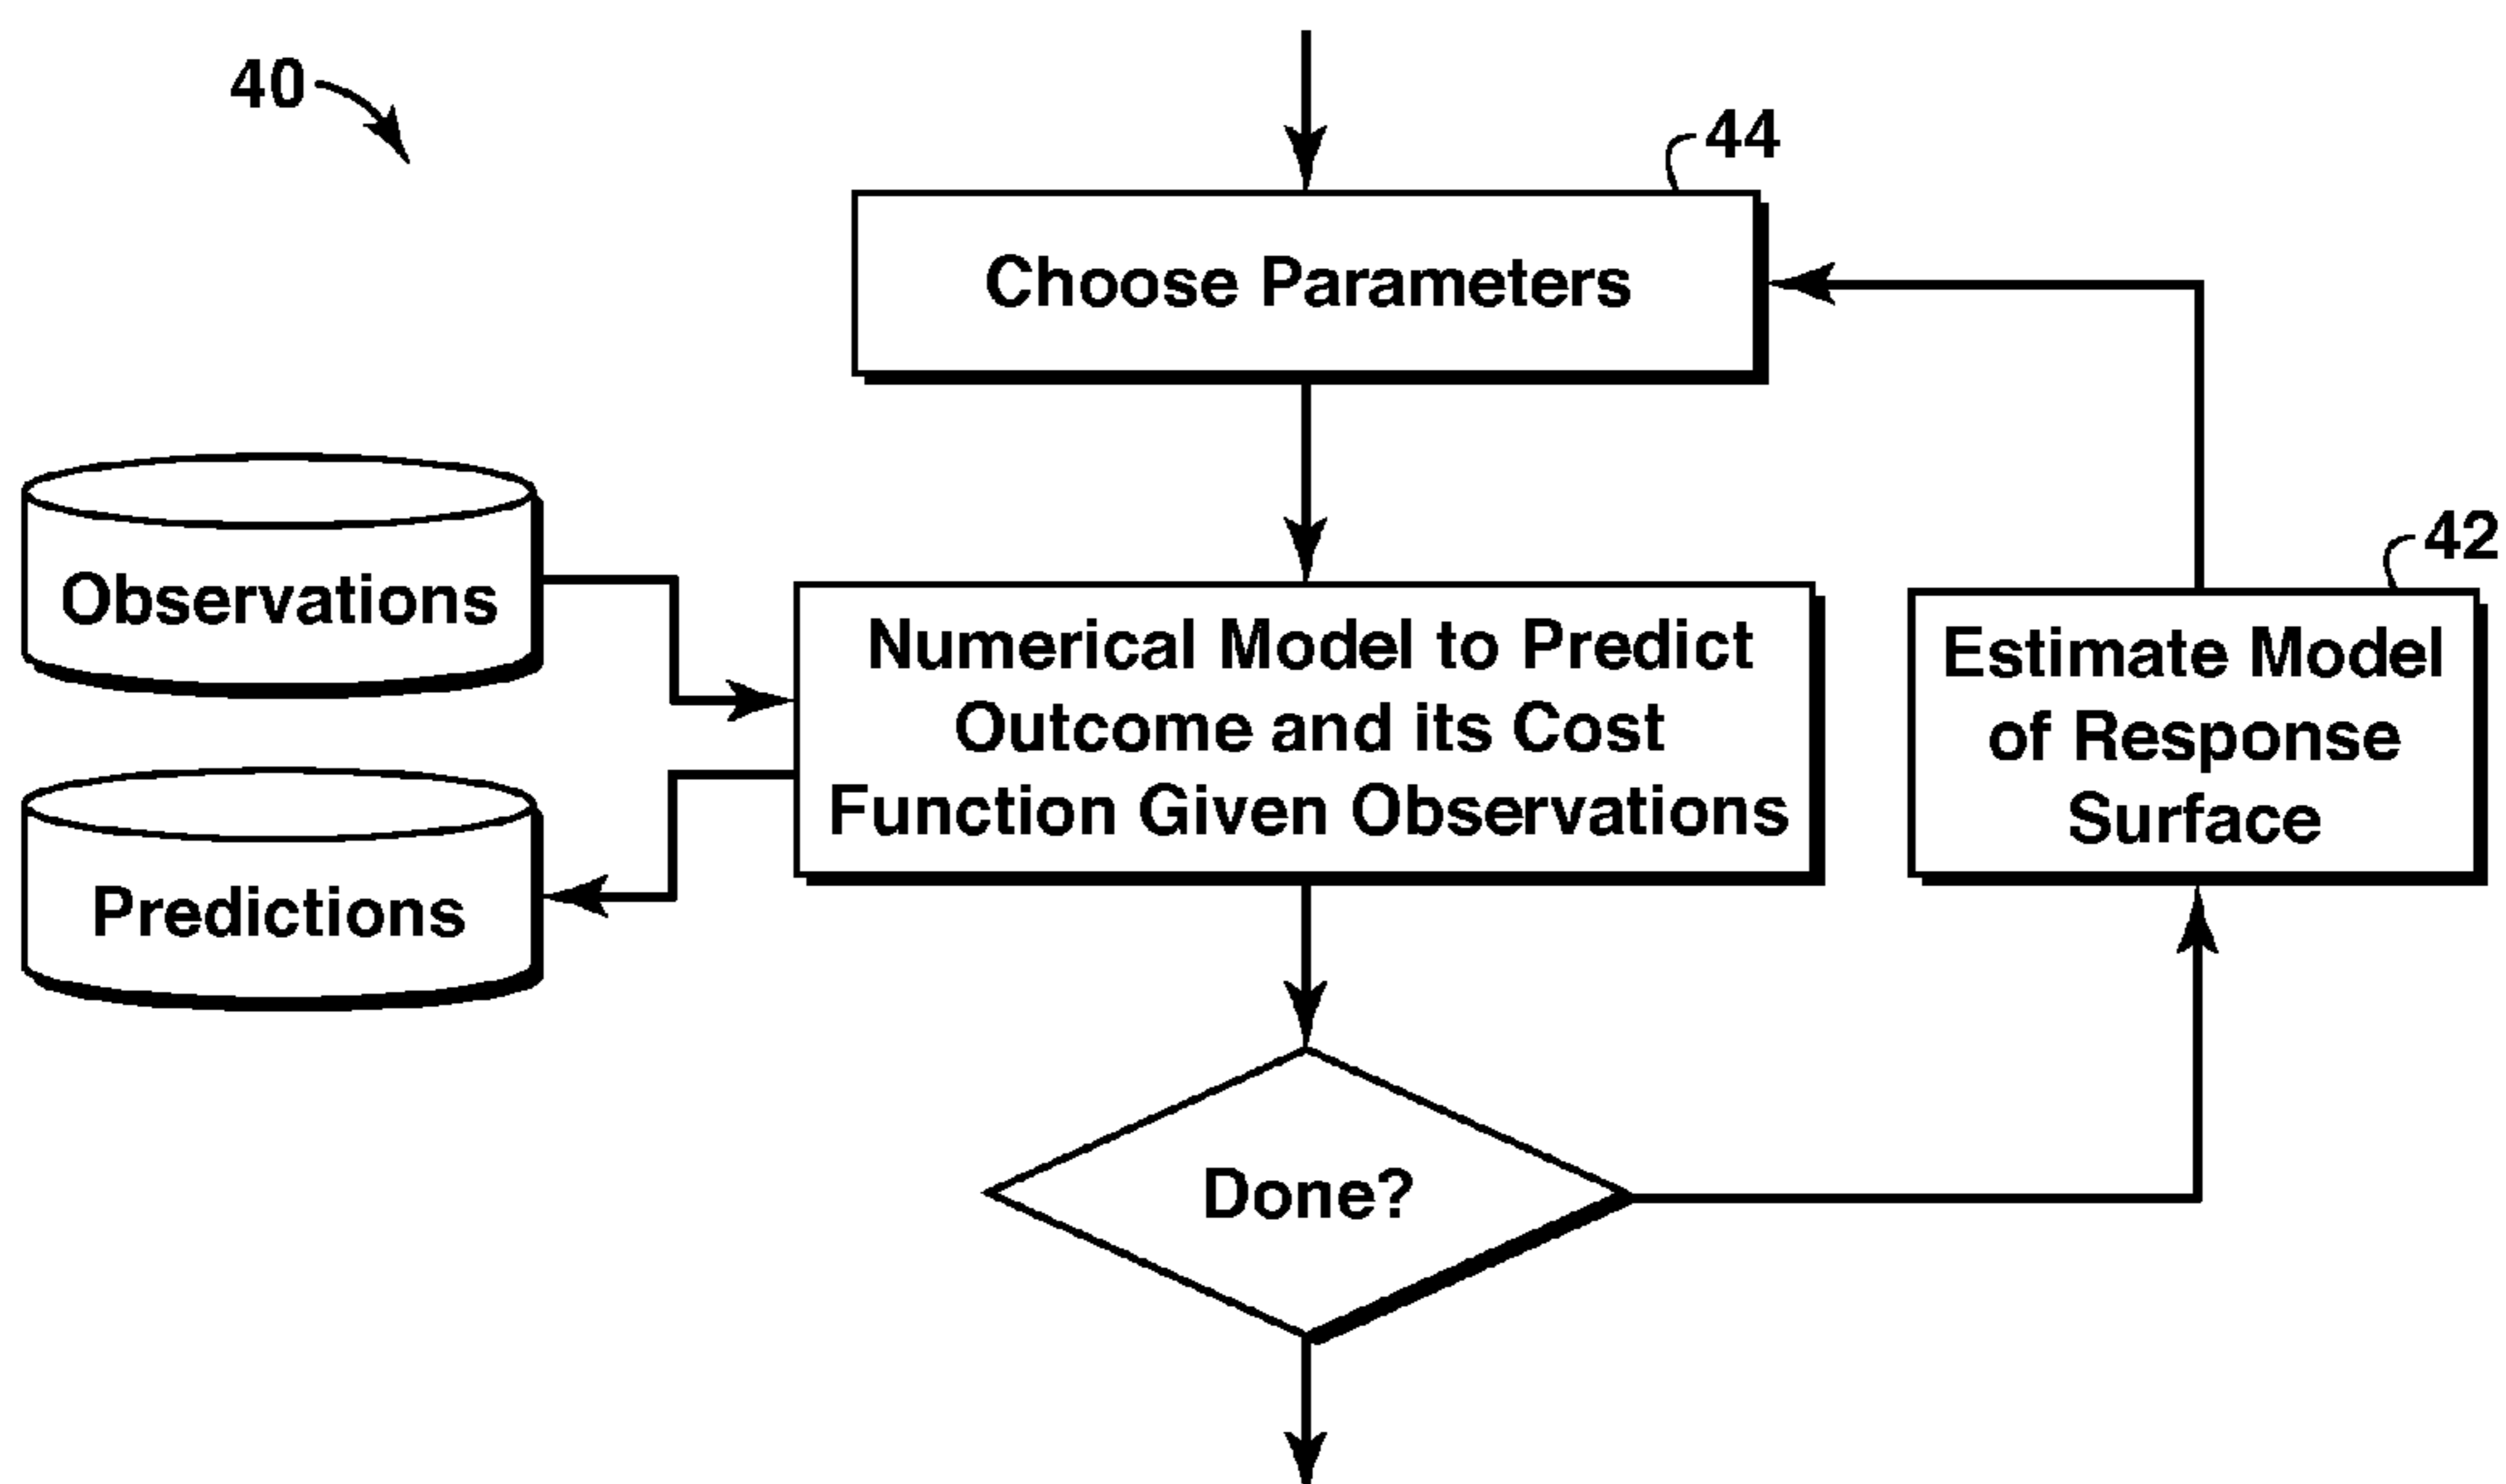 40
44
Choose Parameters
42
Observations
Numerical Model to Predict
Outcome and its Cost
Function Given Observations
Estimate Model
of Response
Surface
Predictions
Done?